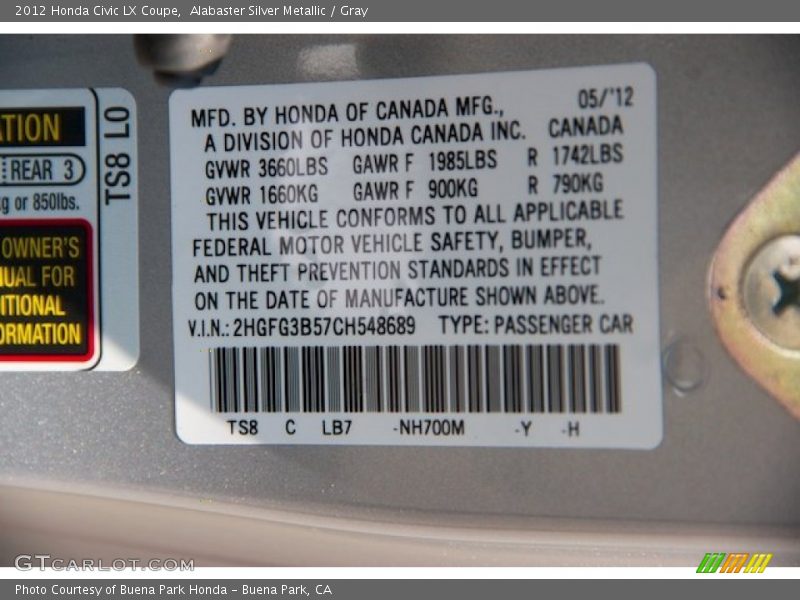 2012 Honda Civic LX Coupe,  Alabaster Silver Metallic / Gray
ATION
REAR 3
kg or 850lbs.
OWNER'S
NUAL FOR
ITIONAL
ORMATION
TS8 L0
MFD. BY HONDA OF CANADA MFG., 05/'12
A DIVISION OF HONDA CANADA INC. CANADA
GVWR 3660LBS GAWR F 1985LBS R 1742LBS
GVWR 1660KG GAWR F 900KG R 790KG
THIS VEHICLE CONFORMS TO ALL APPLICABLE
FEDERAL MOTOR VEHICLE SAFETY, BUMPER,
AND THEFT PREVENTION STANDARDS IN EFFECT
ON THE DATE OF MANUFACTURE SHOWN ABOVE.
V.I.N.: 2HGFG3B57CH548689 TYPE: PASSENGER CAR
TS8 C LB7 -NH700M -Y -H
GTCARLOT.COM
Photo Courtesy of Buena Park Honda - Buena Park, CA